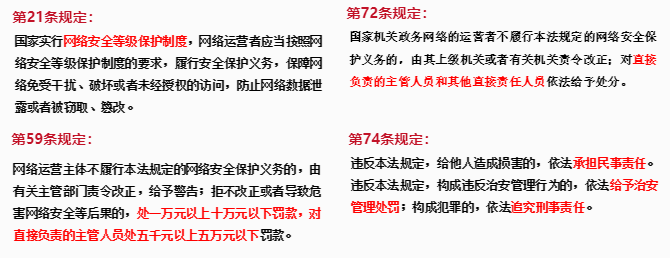 第21条规定：
国家实行网络安全等级保护制度，网络运营者应当按照网
络安全等级保护制度的要求，履行安全保护义务，保障网
络免受干扰、破坏或者未经授权的访问，防止网络数据泄
露或者被窃取、篡改。
第59条规定：
网络运营主体不履行本法规定的网络安全保护义务的，由
有关主管部门责令改正，给予警告；拒不改正或者导致危
害网络安全等后果的，处一万元以上十万元以下罚款，对
直接负责的主管人员处五千元以上五万元以下罚款。
第72条规定：
国家机关政务网络的运营者不履行本法规定的网络安全保
护义务的，由其上级机关或者有关机关责令改正；对直接
负责的主管人员和其他直接责任人员依法给予处分。
第74条规定：
违反本法规定，给他人造成损害的，依法承担民事责任。
违反本法规定，构成违反治安管理行为的，依法给予治安
管理处罚；构成犯罪的，依法追究刑事责任。